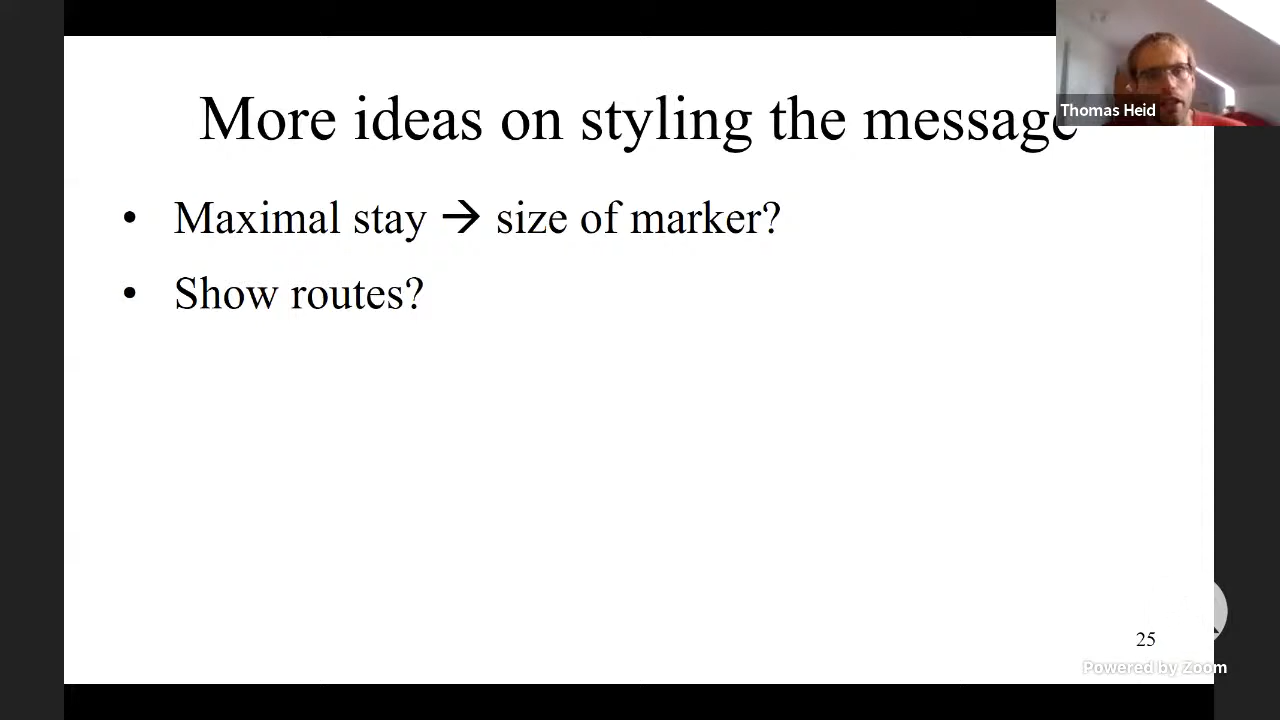 More ideas on styling the message
Thomas Heid
• Maximal stay → size of marker?
• Show routes?
25
Powered by Zoom